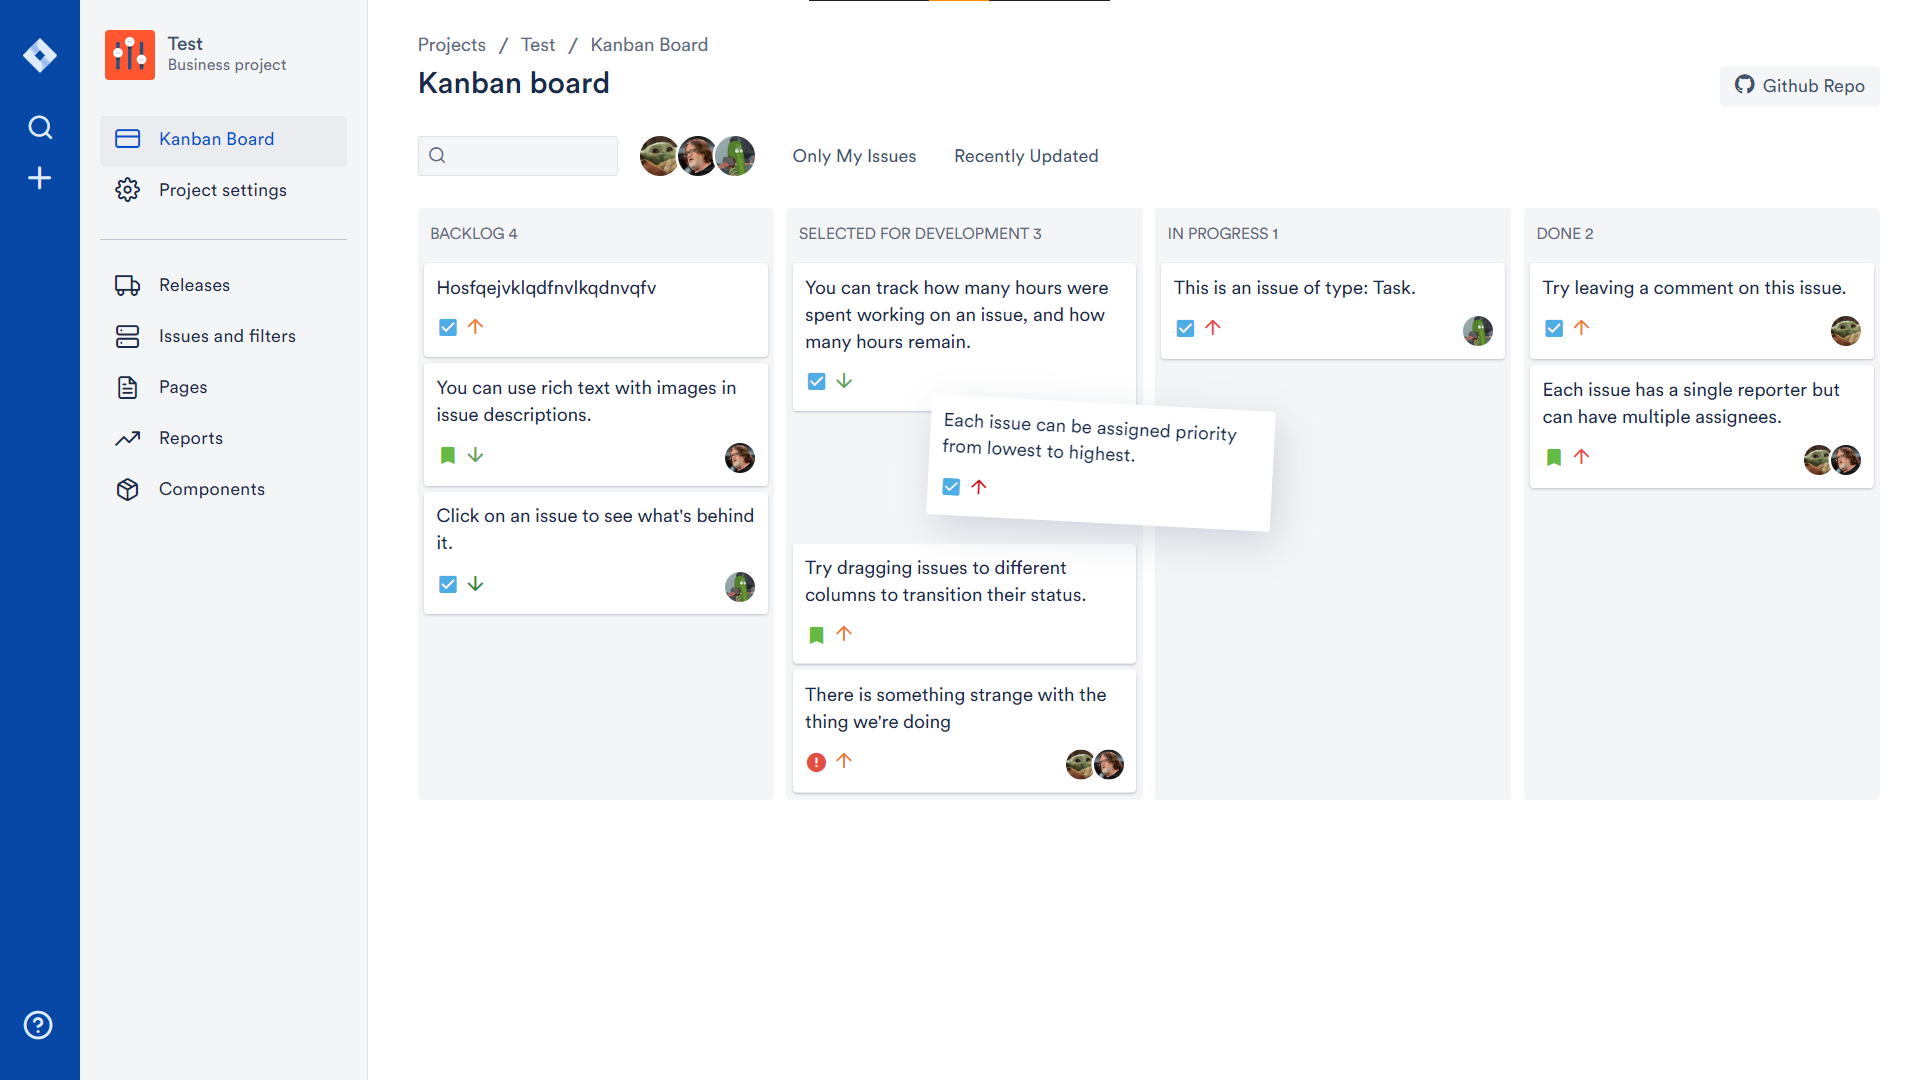 Test
Business project
Kanban Board
Project settings
Releases
Issues and filters
Pages
Reports
Components
Projects / Test / Kanban Board
Kanban board
Github Repo
Only My Issues
Recently Updated
BACKLOG 4
Hosfqejvklqdfnvlkqdnvqfv
You can use rich text with images in
issue descriptions.
Click on an issue to see what's behind
it.
SELECTED FOR DEVELOPMENT 3
You can track how many hours were
spent working on an issue, and how
many hours remain.
Each issue can be assigned priority
from lowest to highest.
Try dragging issues to different
columns to transition their status.
There is something strange with the
thing we're doing
IN PROGRESS 1
This is an issue of type: Task.
DONE 2
Try leaving a comment on this issue.
Each issue has a single reporter but
can have multiple assignees.